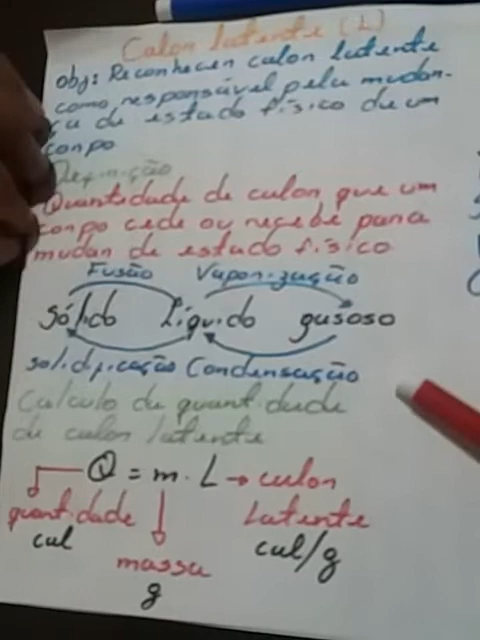 Calor latente (L)
obj: Reconhecer calor latente
como responsável pela mudan-
ça de estado físico de um
corpo
Definição
Quantidade de calor que um
corpo cede ou recebe para
mudar de estado físico
Fusão Vaporização
Sólido Líquido gasoso
Solidificação Condensação
Calculo da quantidade
de calor latente
Q = m . L → calor
quantidade latente
cal cal/g
massa
g